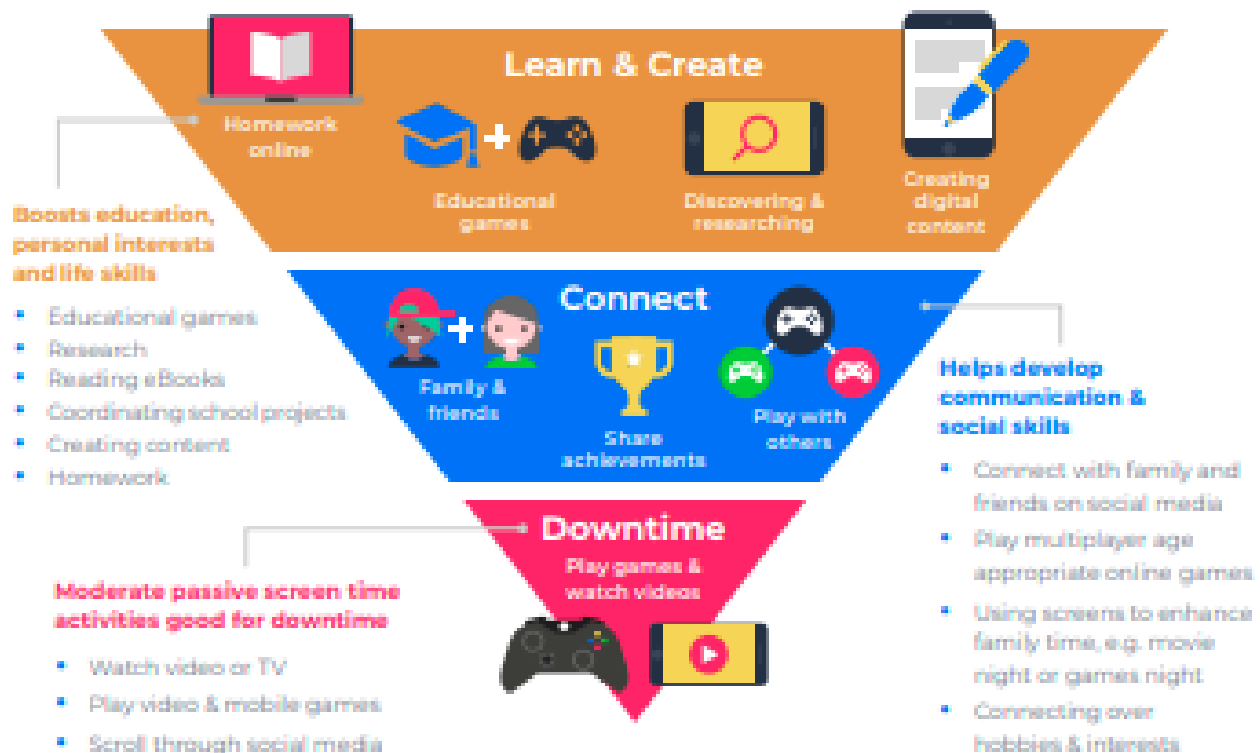 Learn & Create
Homework
online
Educational
games
Discovering &
researching
Creating
digital
content
Boosts education,
personal interests
and life skills
• Educational games
• Research
• Reading eBooks
• Coordinating school projects
• Creating content
• Homework
Connect
Family &
friends
Share
achievements
Play with
others
Helps develop
communication &
social skills
• Connect with family and
friends on social media
• Play multiplayer age
appropriate online games
• Using screens to enhance
family time, e.g. movie
night or games night
• Connecting over
hobbies & interests
Downtime
Play games &
watch videos
Moderate passive screen time
activities good for downtime
• Watch video or TV
• Play video & mobile games
• Scroll through social media